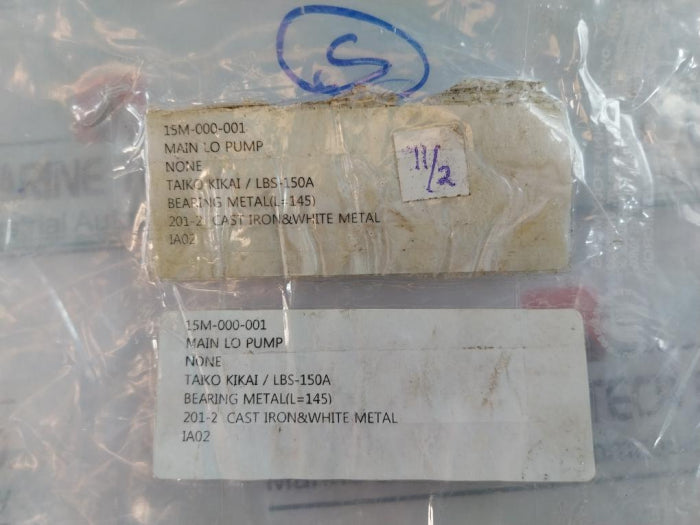 S
15M-000-001
MAIN LO PUMP
NONE
TAIKO KIKAI / LBS-150A
BEARING METAL(L=145)
201-2 CAST IRON&WHITE METAL
IA02
11/2
15M-000-001
MAIN LO PUMP
NONE
TAIKO KIKAI / LBS-150A
BEARING METAL(L=145)
201-2 CAST IRON&WHITE METAL
IA02